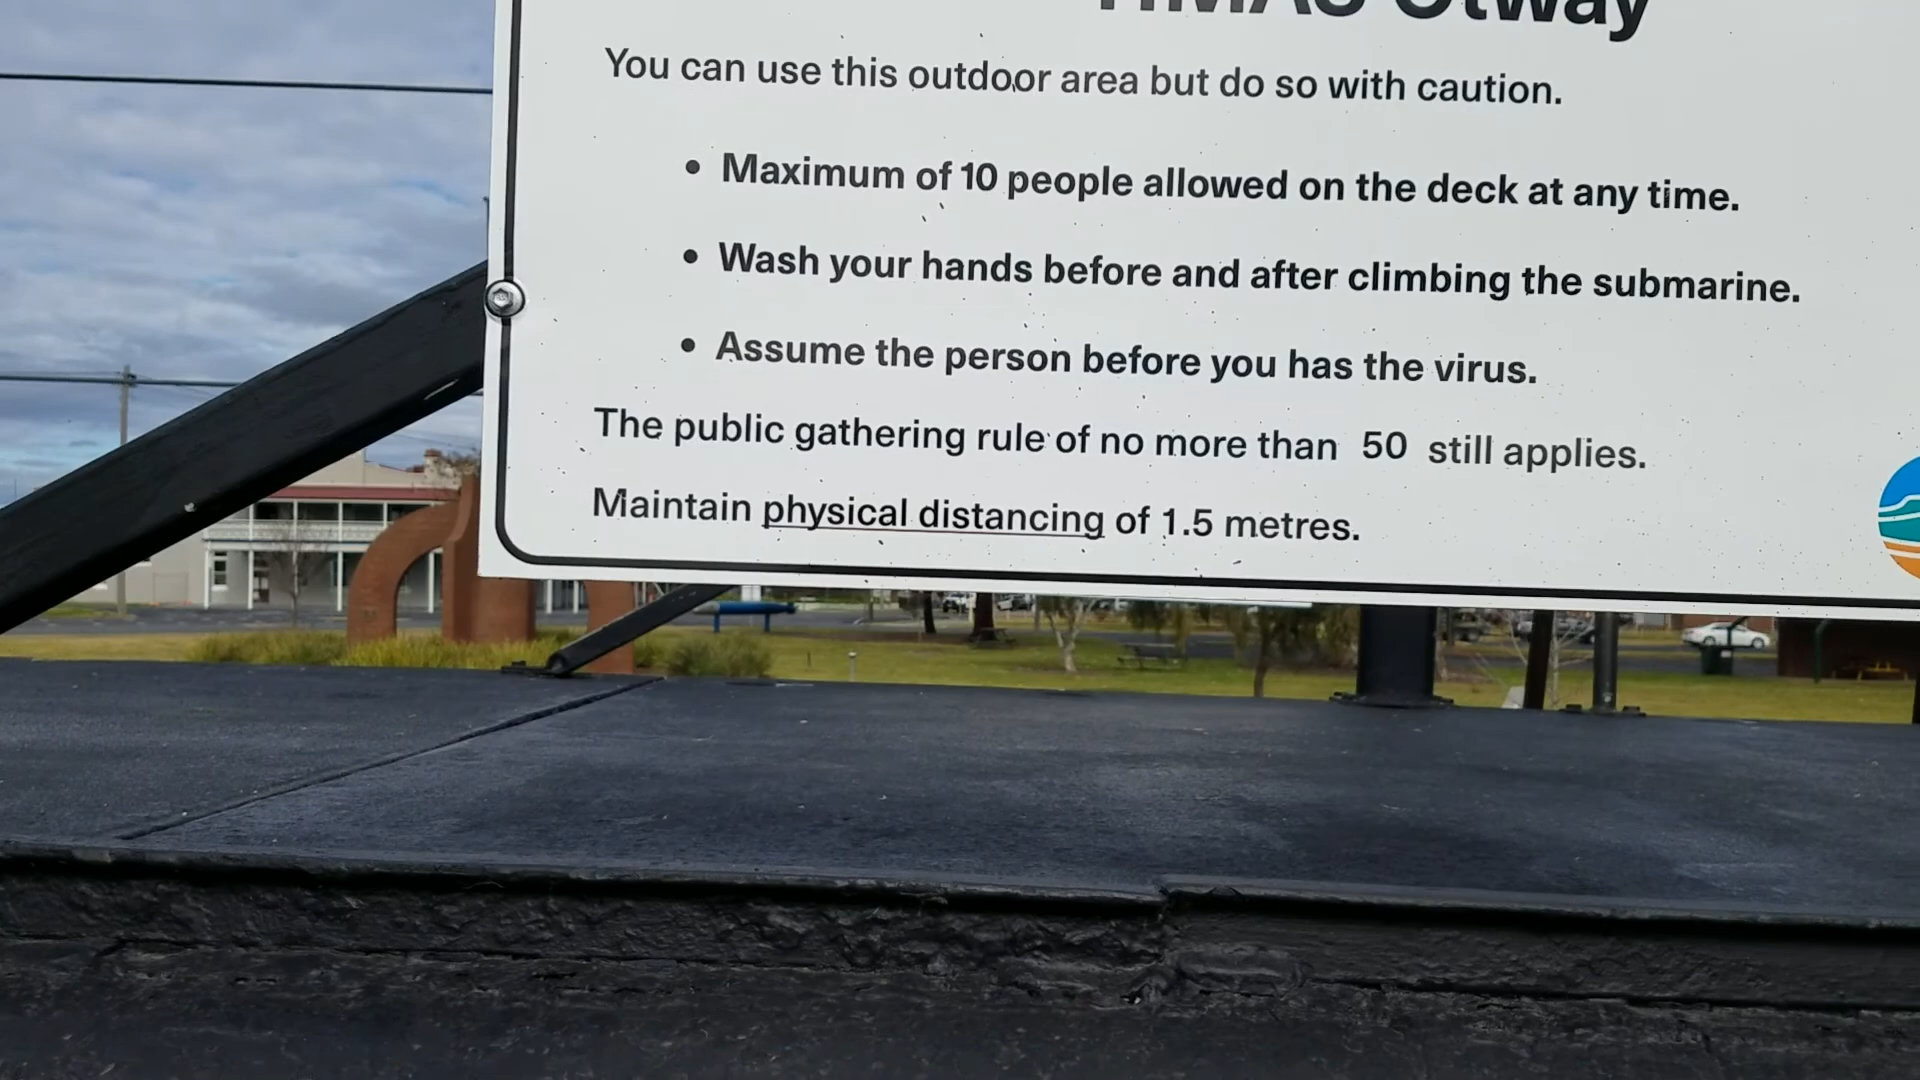 HMAS Otway
You can use this outdoor area but do so with caution.
• Maximum of 10 people allowed on the deck at any time.
• Wash your hands before and after climbing the submarine.
• Assume the person before you has the virus.
The public gathering rule of no more than 50 still applies.
Maintain physical distancing of 1.5 metres.